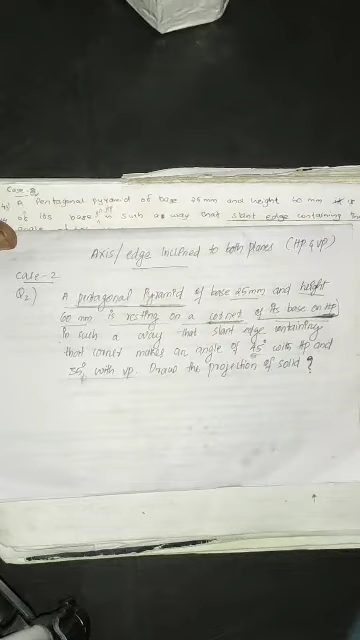 Case-2
A Pentagonal Pyramid of base 25mm and height 60 mm
of its base in such a way that slant edge containing
Axis/edge inclined to both planes (HP & VP)
Case-2
Q2) A pentagonal Pyramid of base 25mm and height
60 mm is resting on a corner of its base on HP
in such a way that slant edge containing
that corner makes an angle of 45° with HP and
35° with VP. Draw the projection of solid ?